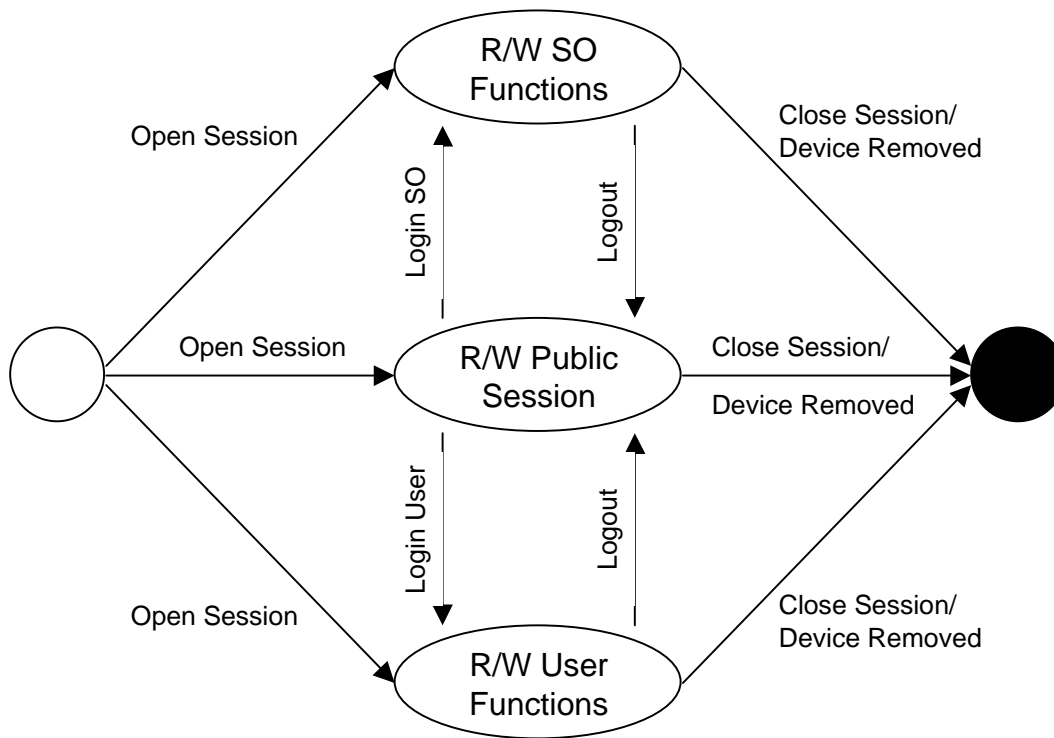 R/W SO
Functions
Open Session
Close Session/
Device Removed
Login SO
Logout
Open Session
R/W Public
Session
Close Session/
Device Removed
Login User
Logout
Open Session
R/W User
Functions
Close Session/
Device Removed